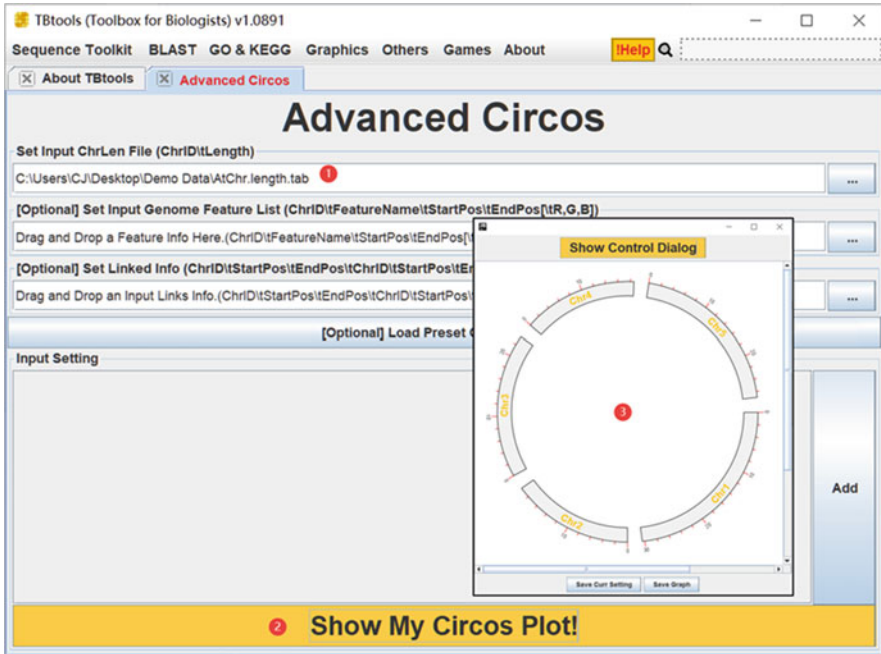 TBtools (Toolbox for Biologists) v1.0891
Sequence Toolkit BLAST GO & KEGG Graphics Others Games About !Help
About TBtools Advanced Circos
Advanced Circos
Set Input ChrLen File (ChrID\tLength)
C:\Users\CJ\Desktop\Demo Data\AtChr.length.tab 1 ...
[Optional] Set Input Genome Feature List (ChrID\tFeatureName\tStartPos\tEndPos[\tR,G,B])
Drag and Drop a Feature Info Here.(ChrID\tFeatureName\tStartPos\tEndPos[\ ...
[Optional] Set Linked Info (ChrID\tStartPos\tEndPos\tChrID\tStartPos\tE
Drag and Drop an Input Links Info.(ChrID\tStartPos\tEndPos\tChrID\tStartPos\ ...
[Optional] Load Preset
Input Setting
Show Control Dialog
Chr4
Chr5
Chr3
3
Chr2
Chr1
Save Curr Setting Save Graph
Add
2 Show My Circos Plot!